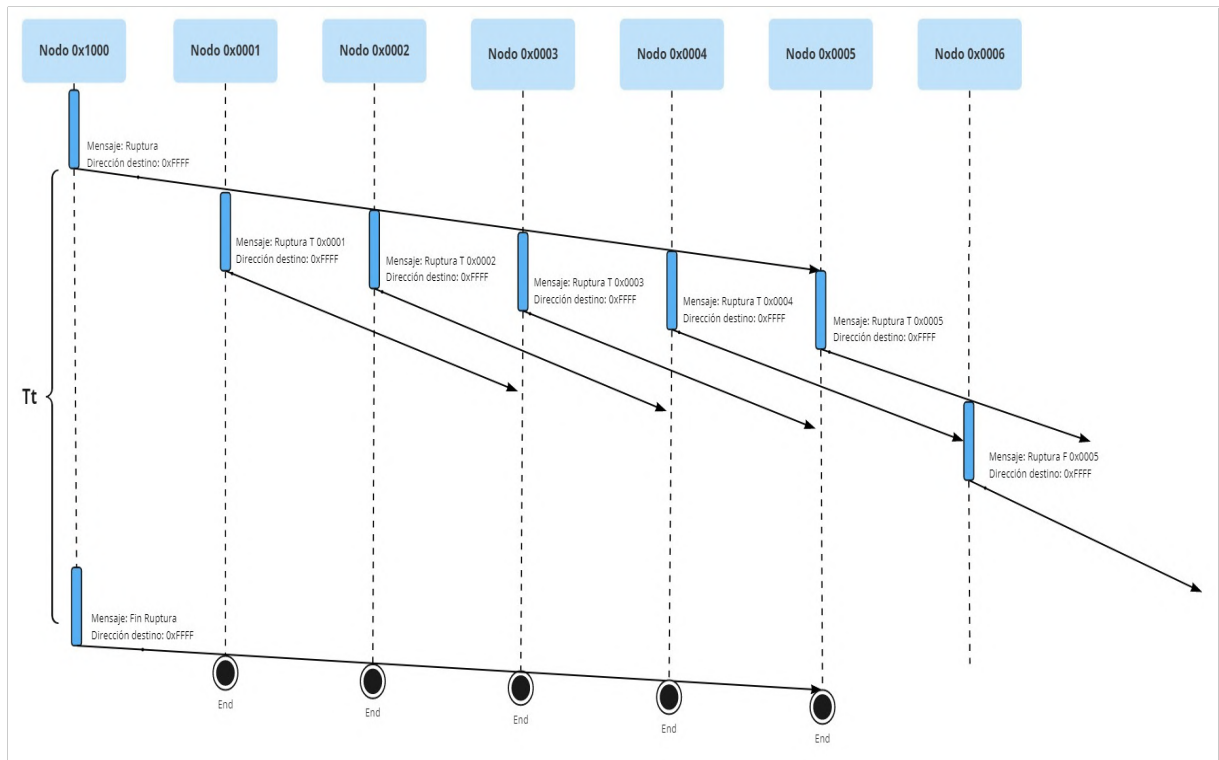 Nodo 0x1000
Nodo 0x0001
Nodo 0x0002
Nodo 0x0003
Nodo 0x0004
Nodo 0x0005
Nodo 0x0006
Mensaje: Ruptura
Dirección destino: 0xFFFF
Mensaje: Ruptura T 0x0001
Dirección destino: 0xFFFF
Mensaje: Ruptura T 0x0002
Dirección destino: 0xFFFF
Mensaje: Ruptura T 0x0003
Dirección destino: 0xFFFF
Mensaje: Ruptura T 0x0004
Dirección destino: 0xFFFF
Mensaje: Ruptura T 0x0005
Dirección destino: 0xFFFF
Tt
Mensaje: Ruptura F 0x0005
Dirección destino: 0xFFFF
Mensaje: Fin Ruptura
Dirección destino: 0xFFFF
End
End
End
End
End